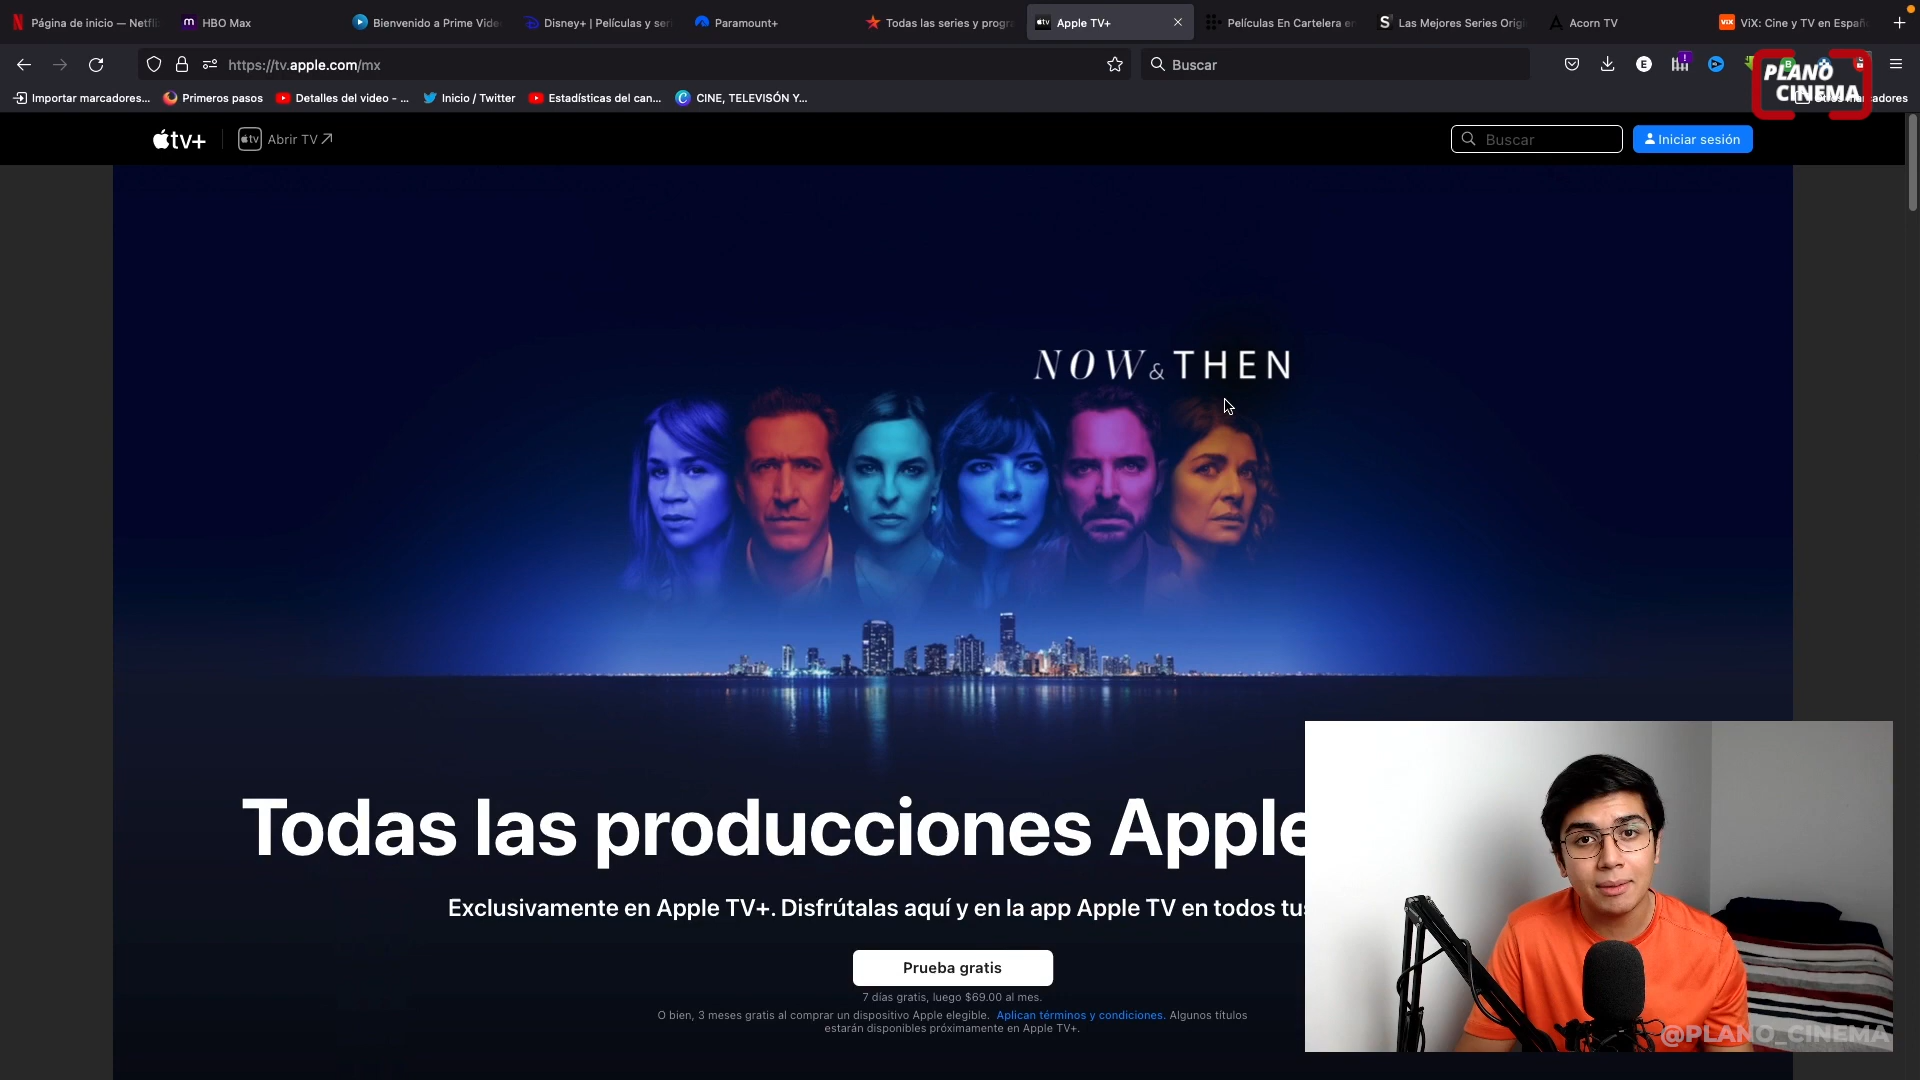 Página de inicio — Netfli
HBO Max
Bienvenido a Prime Vide
Disney+ | Películas y seri
Paramount+
Todas las series y progra
Apple TV+
Películas En Cartelera e
Las Mejores Series Origi
Acorn TV
ViX: Cine y TV en Españ
https://tv.apple.com/mx
Buscar
Importar marcadores...
Primeros pasos
Detalles del video - ...
Inicio / Twitter
Estadísticas del can...
CINE, TELEVISÓN Y...
PLANO
CINEMA
adores
tv+
Abrir TV
Buscar
Iniciar sesión
NOW & THEN
Todas las producciones Apple
Exclusivamente en Apple TV+. Disfrútalas aquí y en la app Apple TV en todos tus
Prueba gratis
7 días gratis, luego $69.00 al mes.
O bien, 3 meses gratis al comprar un dispositivo Apple elegible. Aplican términos y condiciones. Algunos títulos
estarán disponibles próximamente en Apple TV+.
@PLANO_CINEMA